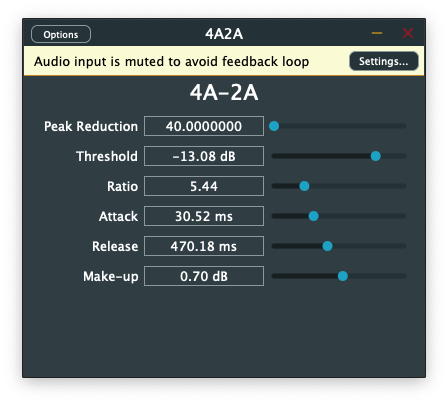 Options
4A2A
Audio input is muted to avoid feedback loop
Settings...
4A-2A
Peak Reduction 40.0000000
Threshold -13.08 dB
Ratio 5.44
Attack 30.52 ms
Release 470.18 ms
Make-up 0.70 dB